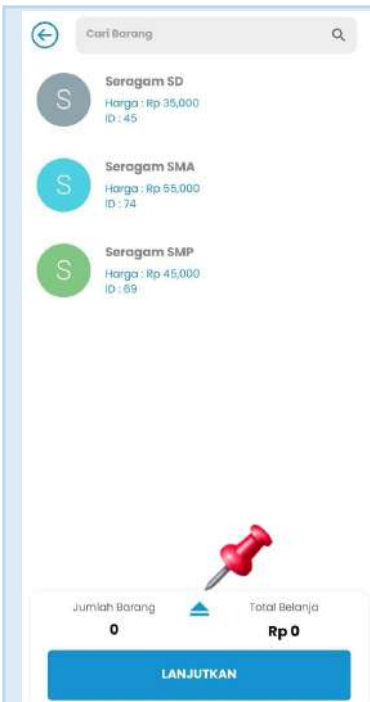 Cari Barang
S
Seragam SD
Harga : Rp 35,000
ID : 45
S
Seragam SMA
Harga : Rp 55,000
ID : 74
S
Seragam SMP
Harga : Rp 45,000
ID : 69
Jumlah Barang
Total Belanja
0
Rp 0
LANJUTKAN